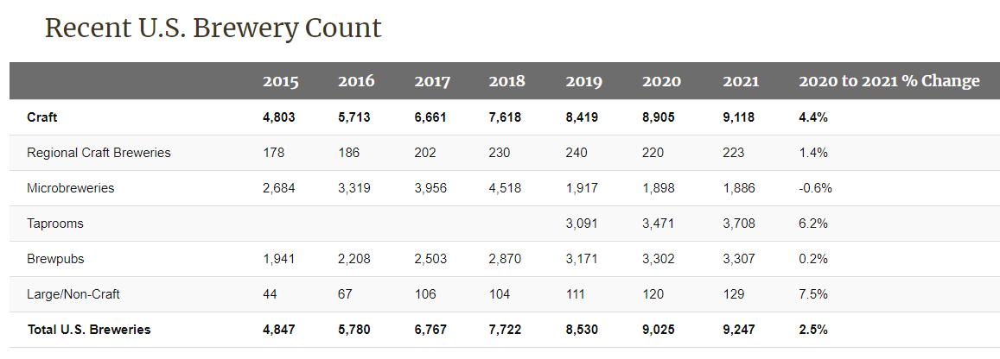 Recent U.S. Brewery Count
2015 2016 2017 2018 2019 2020 2021 2020 to 2021 % Change
Craft 4,803 5,713 6,661 7,618 8,419 8,905 9,118 4.4%
Regional Craft Breweries 178 186 202 230 240 220 223 1.4%
Microbreweries 2,684 3,319 3,956 4,518 1,917 1,898 1,886 -0.6%
Taprooms 3,091 3,471 3,708 6.2%
Brewpubs 1,941 2,208 2,503 2,870 3,171 3,302 3,307 0.2%
Large/Non-Craft 44 67 106 104 111 120 129 7.5%
Total U.S. Breweries 4,847 5,780 6,767 7,722 8,530 9,025 9,247 2.5%